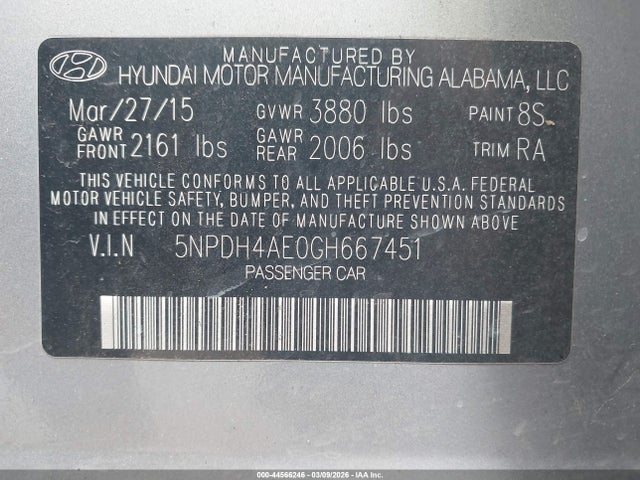 MANUFACTURED BY
HYUNDAI MOTOR MANUFACTURING ALABAMA, LLC
Mar/27/15 GVWR 3880 lbs PAINT 8S
GAWR FRONT 2161 lbs GAWR REAR 2006 lbs TRIM RA
THIS VEHICLE CONFORMS TO ALL APPLICABLE U.S.A. FEDERAL
MOTOR VEHICLE SAFETY, BUMPER, AND THEFT PREVENTION STANDARDS
IN EFFECT ON THE DATE OF MANUFACTURE SHOWN ABOVE
V.I.N 5NPDH4AE0GH667451
PASSENGER CAR
000-44566246 - 03/09/2026 - IAA Corp.